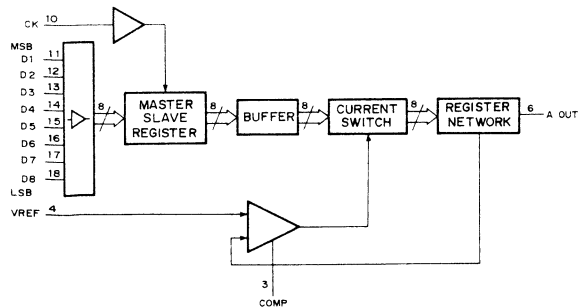 CK 10
MSB
D1 11
D2 12
D3 13
D4 14
D5 15
D6 16
D7 17
D8 18
LSB
8
MASTER
SLAVE
REGISTER
8
BUFFER
8
CURRENT
SWITCH
8
REGISTER
NETWORK
6
A OUT
VREF 4
3
COMP